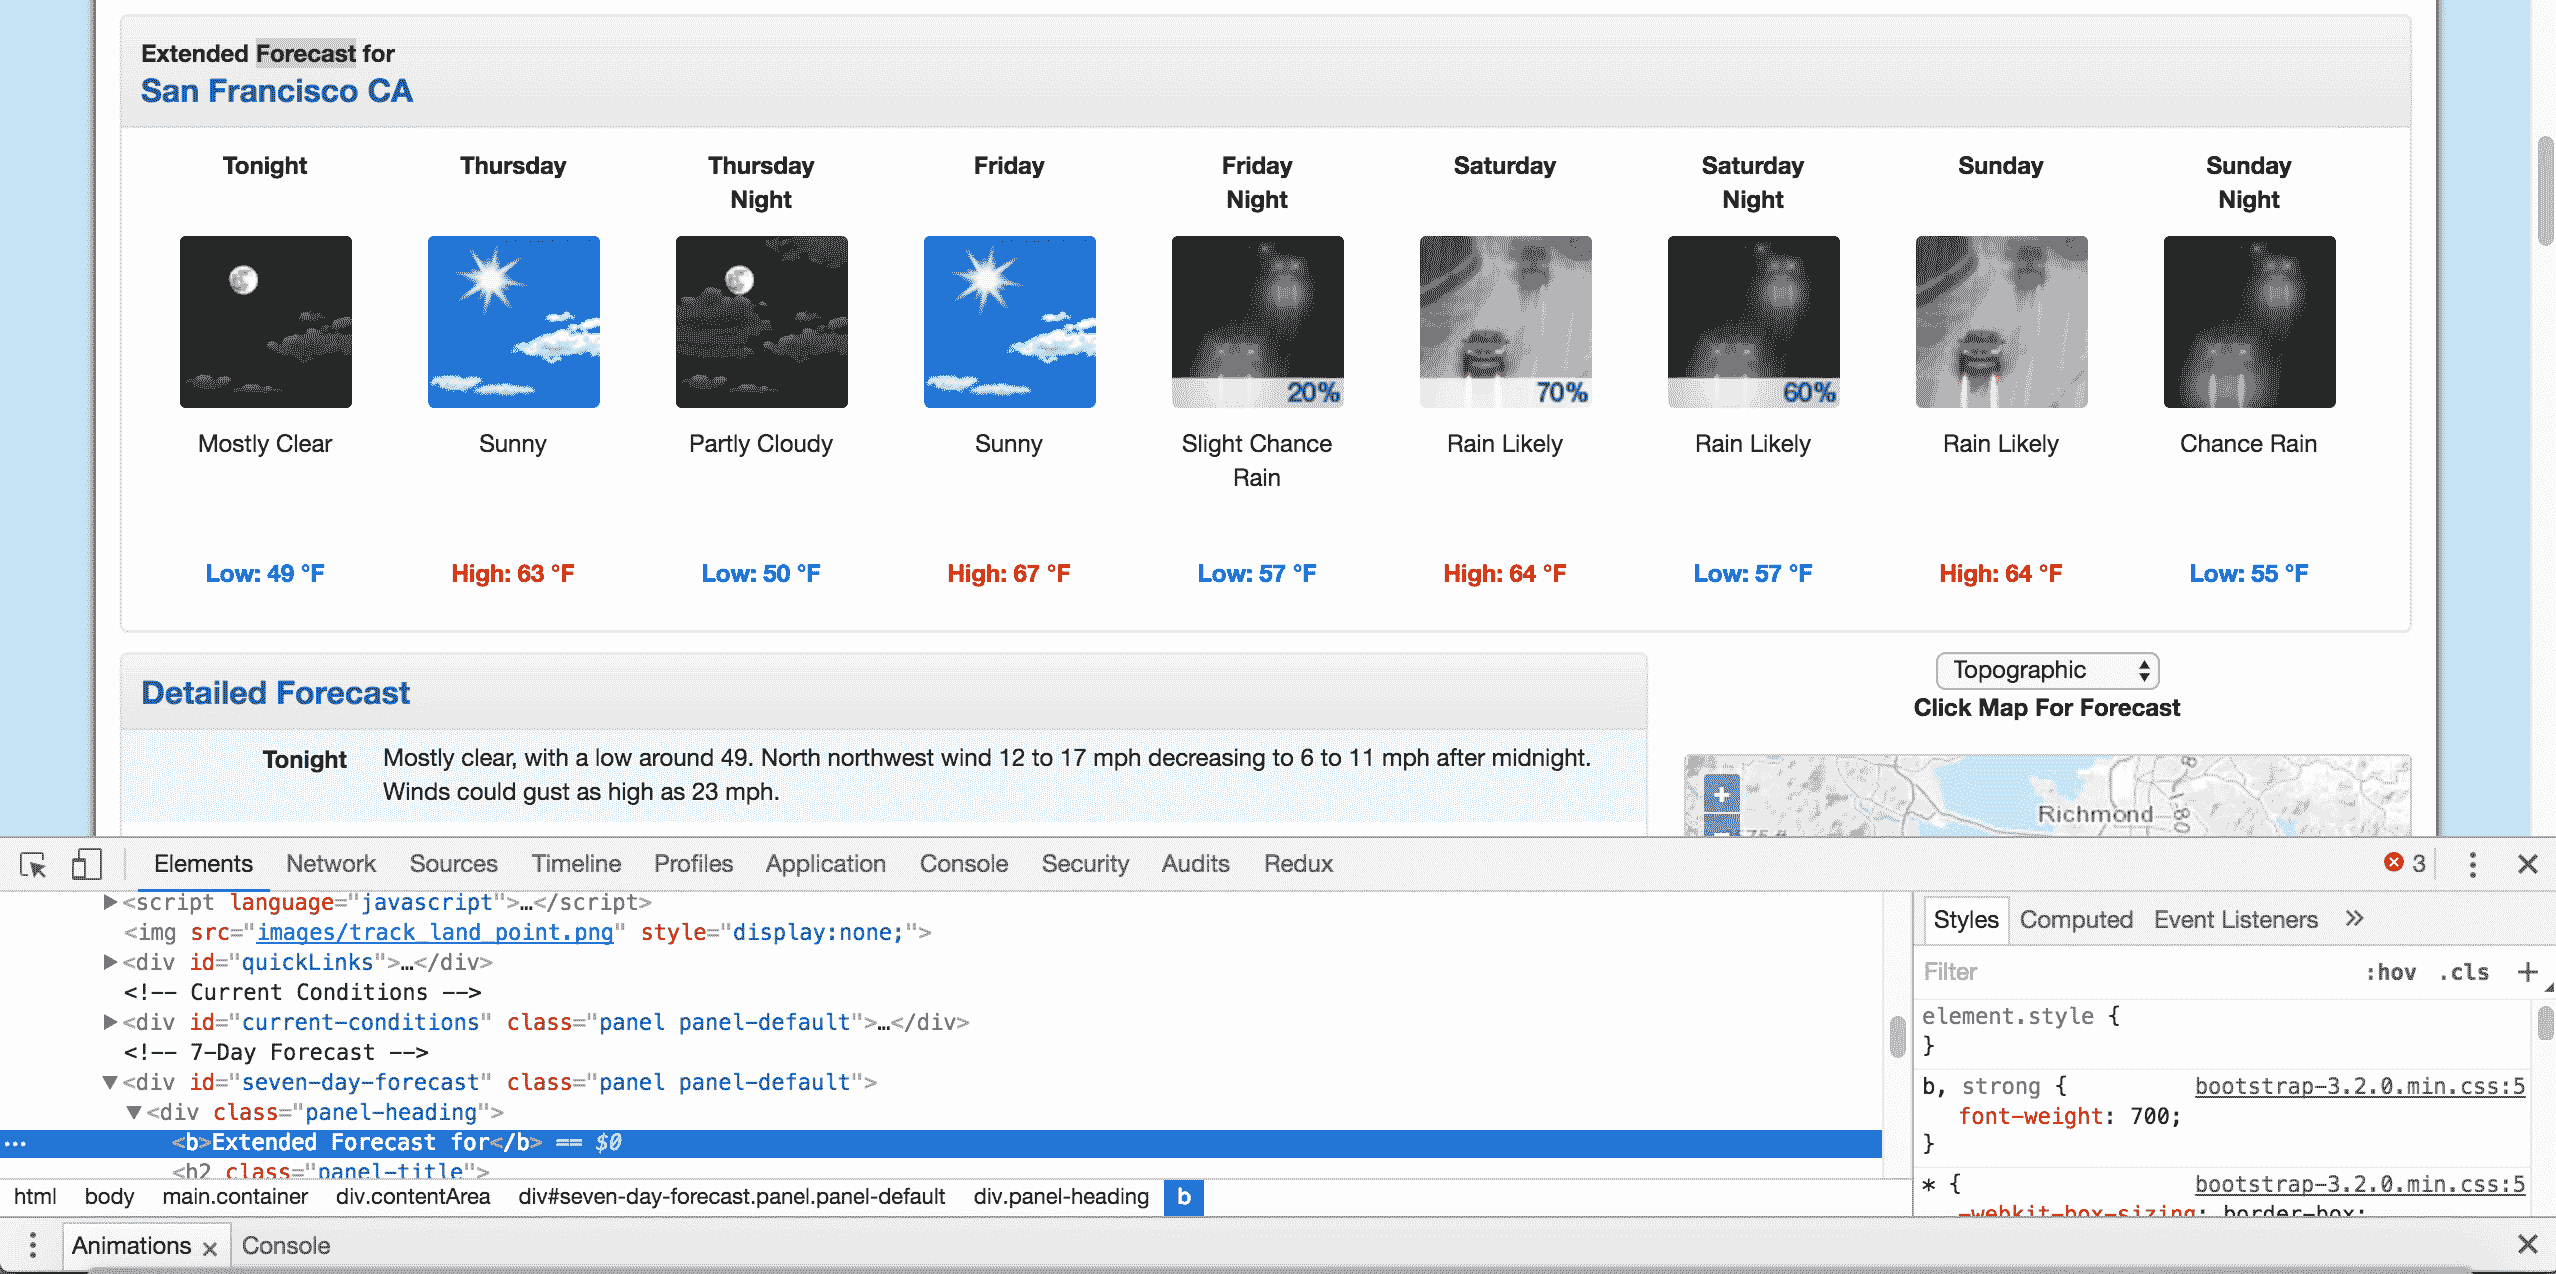 Extended Forecast for
San Francisco CA
Tonight
Thursday
Thursday
Night
Friday
Friday
Night
Saturday
Saturday
Night
Sunday
Sunday
Night
20%
70%
60%
Mostly Clear
Sunny
Partly Cloudy
Sunny
Slight Chance
Rain
Rain Likely
Rain Likely
Rain Likely
Chance Rain
Low: 49 °F
High: 63 °F
Low: 50 °F
High: 67 °F
Low: 57 °F
High: 64 °F
Low: 57 °F
High: 64 °F
Low: 55 °F
Detailed Forecast
Tonight
Mostly clear, with a low around 49. North northwest wind 12 to 17 mph decreasing to 6 to 11 mph after midnight.
Winds could gust as high as 23 mph.
Topographic
Click Map For Forecast
+
Richmond
I-80
Elements Network Sources Timeline Profiles Application Console Security Audits Redux
3
<script language="javascript">…</script>
<img src="images/track_land_point.png" style="display:none;">
<div id="quickLinks">…</div>
<!-- Current Conditions -->
<div id="current-conditions" class="panel panel-default">…</div>
<!-- 7-Day Forecast -->
<div id="seven-day-forecast" class="panel panel-default">
<div class="panel-heading">
… <b>Extended Forecast for</b> == $0
<h2 class="panel-title">
html body main.container div.contentArea div#seven-day-forecast.panel.panel-default div.panel-heading b
Styles Computed Event Listeners »
Filter :hov .cls +
element.style {
}
b, strong { bootstrap-3.2.0.min.css:5
font-weight: 700;
}
* { bootstrap-3.2.0.min.css:5
-webkit-box-sizing: border-box;
Animations × Console